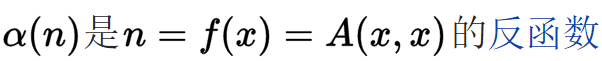 α(n)是n = f(x) = A(x, x)的反函数